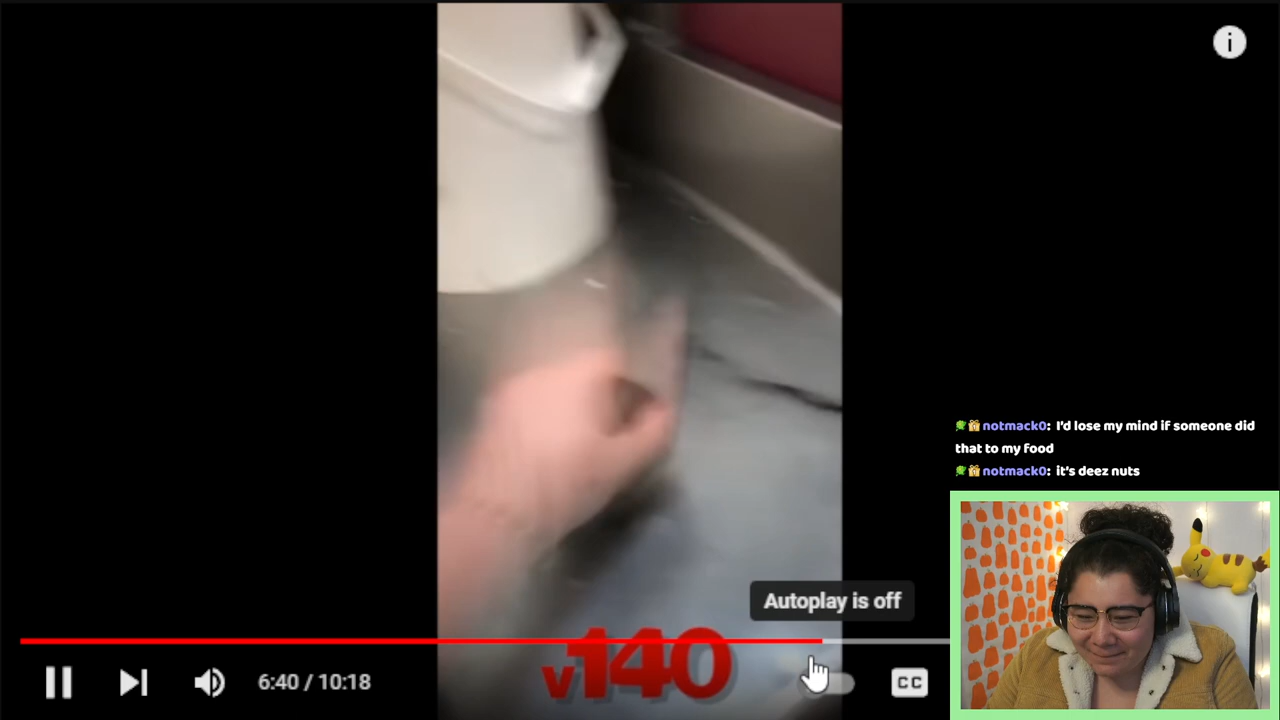 i
notmack0: I'd lose my mind if someone did
that to my food
notmack0: it's deez nuts
Autoplay is off
v140
6:40 / 10:18
CC